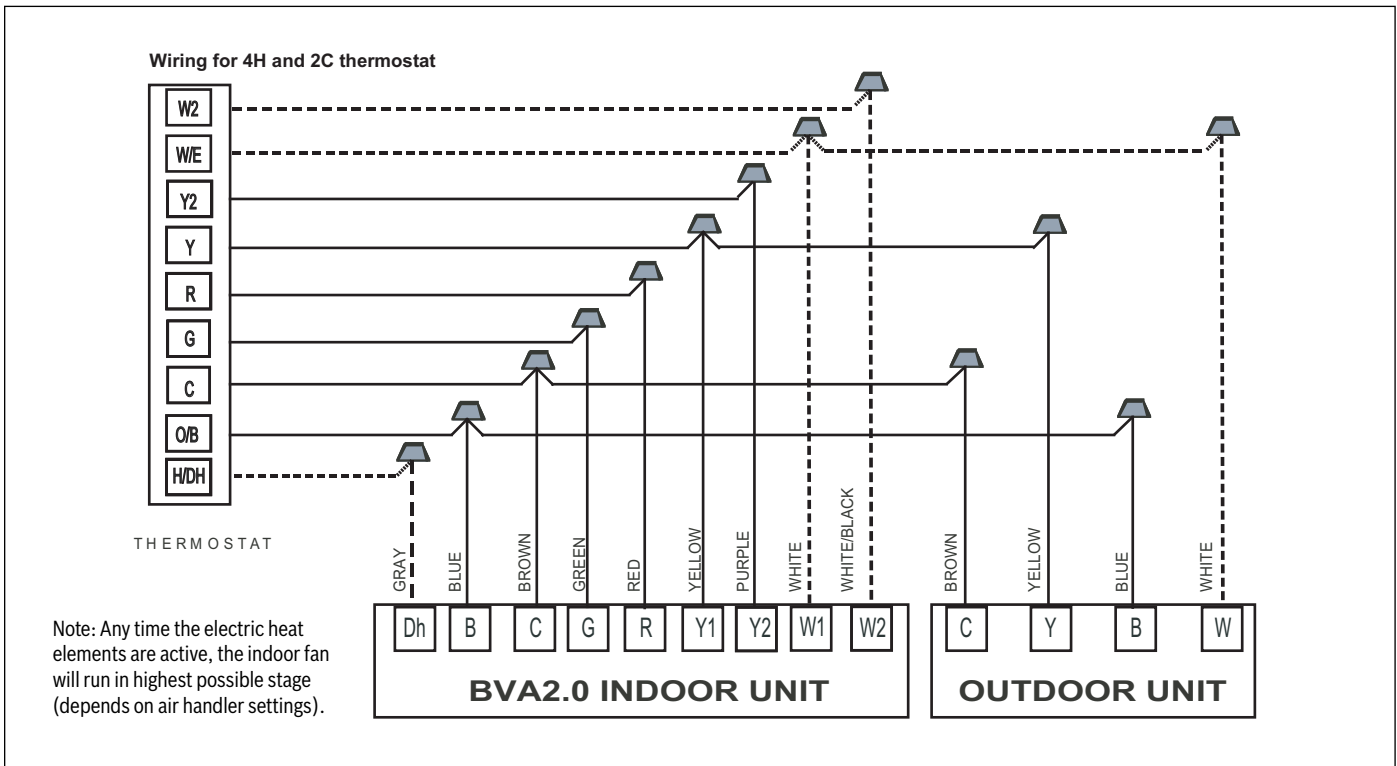 Wiring for 4H and 2C thermostat
W2
W/E
Y2
Y
R
G
C
O/B
H/DH
THERMOSTAT
GRAY
BLUE
BROWN
GREEN
RED
YELLOW
PURPLE
WHITE
WHITE/BLACK
BROWN
YELLOW
BLUE
WHITE
Dh B C G R Y1 Y2 W1 W2
BVA2.0 INDOOR UNIT
C Y B W
OUTDOOR UNIT
Note: Any time the electric heat
elements are active, the indoor fan
will run in highest possible stage
(depends on air handler settings).